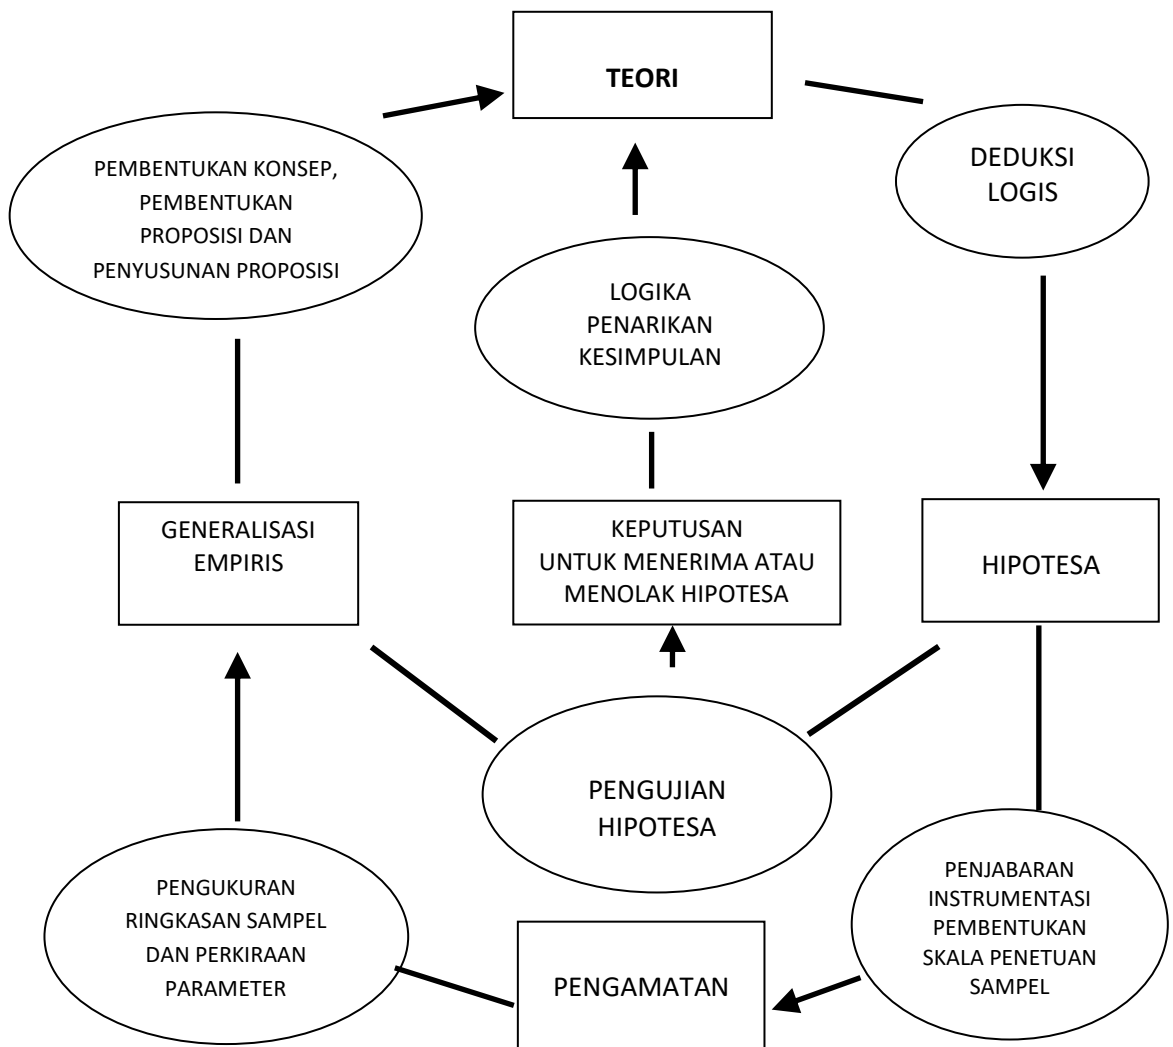 TEORI
PEMBENTUKAN KONSEP,
PEMBENTUKAN
PROPOSISI DAN
PENYUSUNAN PROPOSISI
DEDUKSI
LOGIS
LOGIKA
PENARIKAN
KESIMPULAN
GENERALISASI
EMPIRIS
KEPUTUSAN
UNTUK MENERIMA ATAU
MENOLAK HIPOTESA
HIPOTESA
PENGUJIAN
HIPOTESA
PENGUKURAN
RINGKASAN SAMPEL
DAN PERKIRAAN
PARAMETER
PENGAMATAN
PENJABARAN
INSTRUMENTASI
PEMBENTUKAN
SKALA PENETUAN
SAMPEL